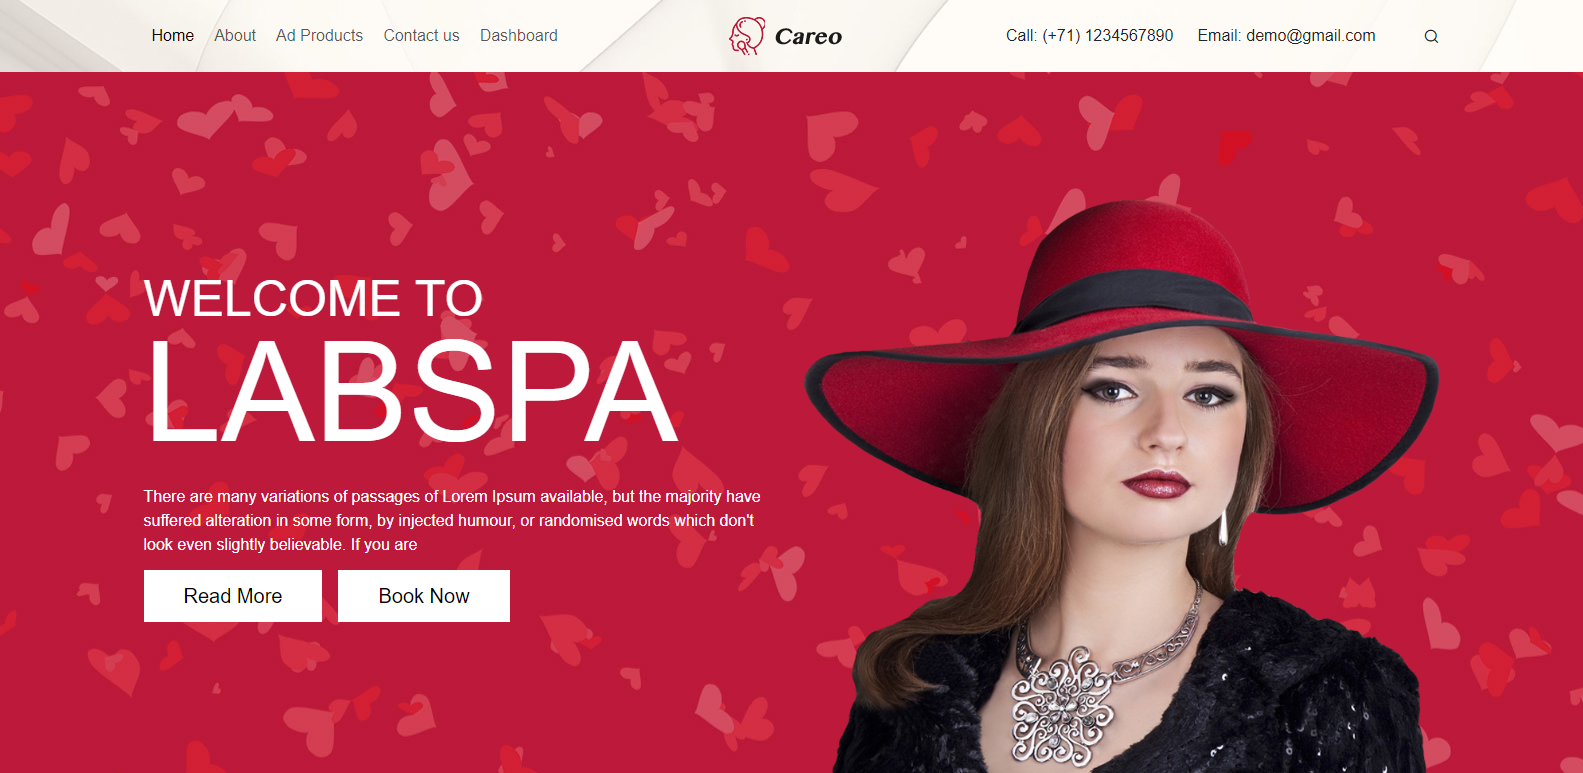 Home About Ad Products Contact us Dashboard Careo Call: (+71) 1234567890 Email: demo@gmail.com
WELCOME TO
LABSPA
There are many variations of passages of Lorem Ipsum available, but the majority have
suffered alteration in some form, by injected humour, or randomised words which don't
look even slightly believable. If you are
Read More Book Now